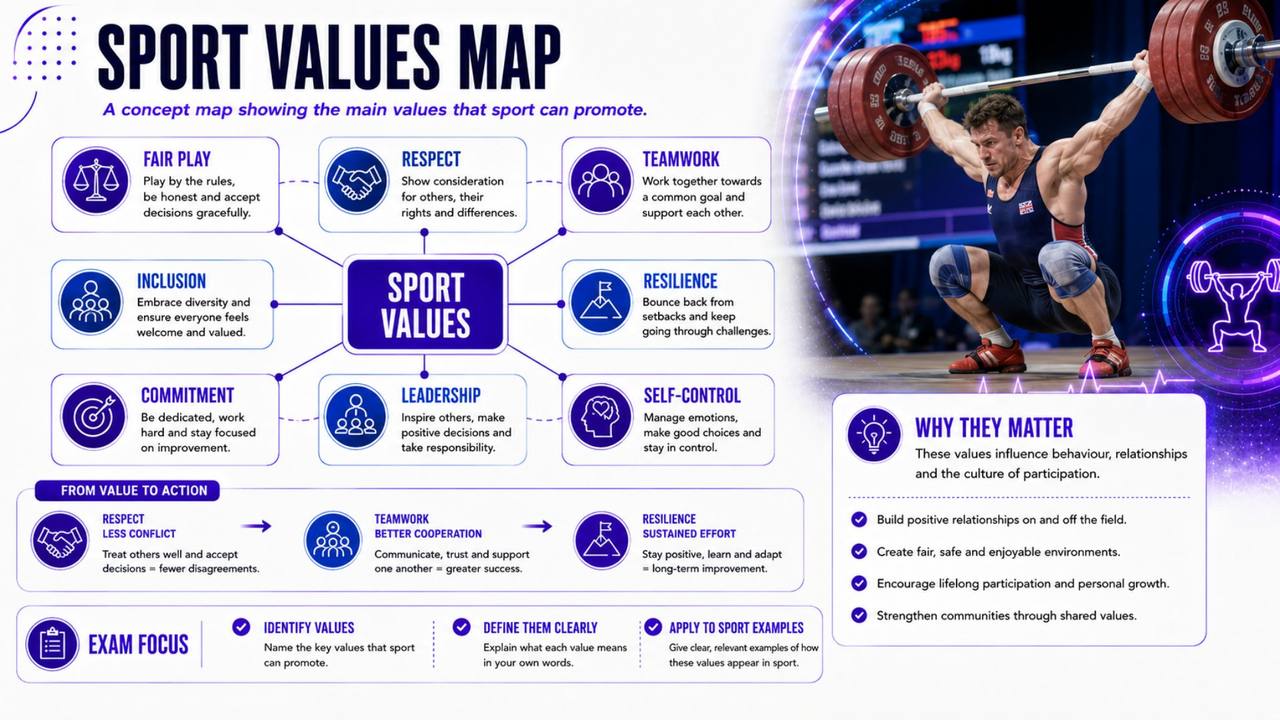 SPORT VALUES MAP
A concept map showing the main values that sport can promote.
FAIR PLAY
Play by the rules,
be honest and accept
decisions gracefully.
RESPECT
Show consideration
for others, their
rights and differences.
TEAMWORK
Work together towards
a common goal and
support each other.
INCLUSION
Embrace diversity and
ensure everyone feels
welcome and valued.
SPORT
VALUES
RESILIENCE
Bounce back from
setbacks and keep
going through challenges.
COMMITMENT
Be dedicated, work
hard and stay focused
on improvement.
LEADERSHIP
Inspire others, make
positive decisions and
take responsibility.
SELF-CONTROL
Manage emotions,
make good choices and
stay in control.
FROM VALUE TO ACTION
RESPECT
LESS CONFLICT
Treat others well and accept
decisions = fewer disagreements.
TEAMWORK
BETTER COOPERATION
Communicate, trust and support
one another = greater success.
RESILIENCE
SUSTAINED EFFORT
Stay positive, learn and adapt
= long-term improvement.
EXAM FOCUS
IDENTIFY VALUES
Name the key values that sport
can promote.
DEFINE THEM CLEARLY
Explain what each value means
in your own words.
APPLY TO SPORT EXAMPLES
Give clear, relevant examples of how
these values appear in sport.
WHY THEY MATTER
These values influence behaviour, relationships
and the culture of participation.
Build positive relationships on and off the field.
Create fair, safe and enjoyable environments.
Encourage lifelong participation and personal growth.
Strengthen communities through shared values.